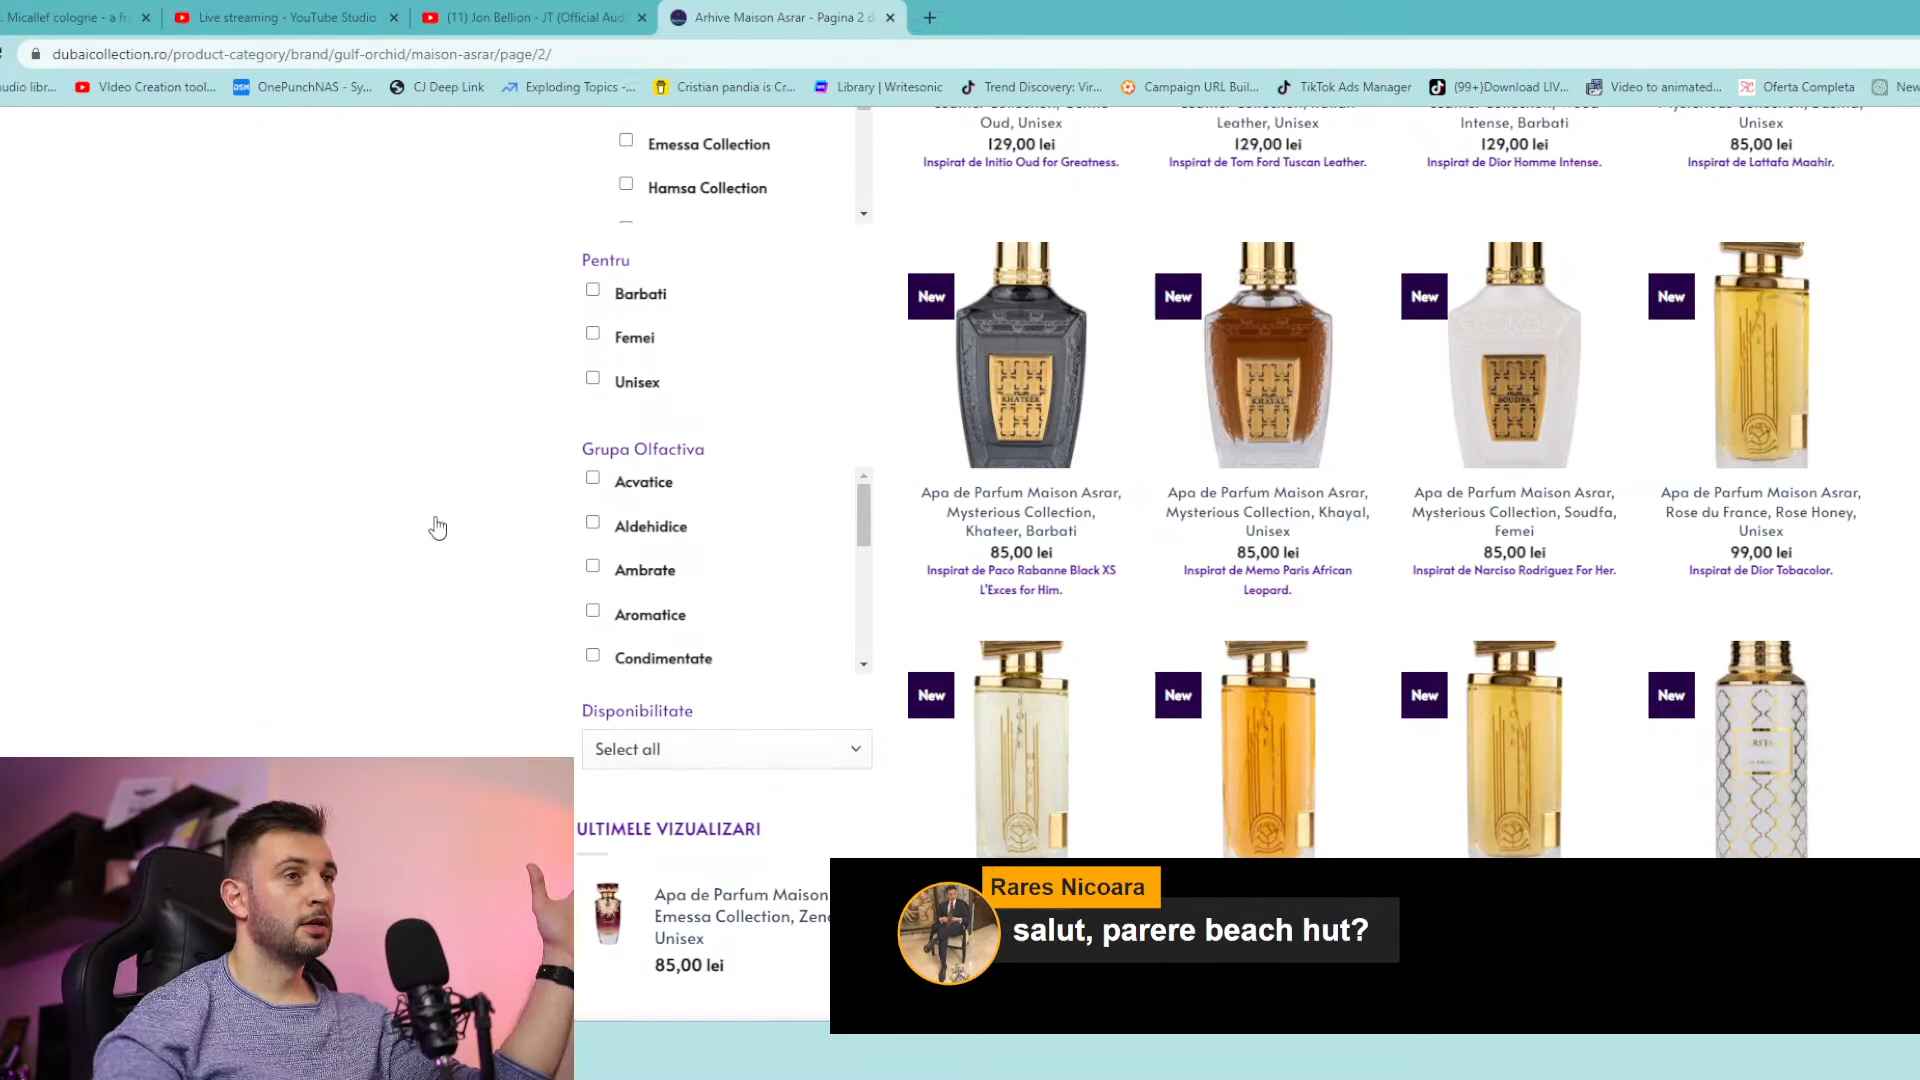 . Micallef cologne - a fr
Live streaming - YouTube Studio
(11) Jon Bellion - JT (Official Aud
Arhive Maison Asrar - Pagina 2 d
dubaicollection.ro/product-category/brand/gulf-orchid/maison-asrar/page/2/
udio libr...
VIdeo Creation tool...
OnePunchNAS - Sy...
CJ Deep Link
Exploding Topics -...
Cristian pandia is Cr...
Library | Writesonic
Trend Discovery: Vir...
Campaign URL Buil...
TikTok Ads Manager
(99+)Download LIV...
Video to animated...
Oferta Completa
New
Emessa Collection
Hamsa Collection
Pentru
Barbati
Femei
Unisex
Grupa Olfactiva
Acvatice
Aldehidice
Ambrate
Aromatice
Condimentate
Disponibilitate
Select all
ULTIMELE VIZUALIZARI
Apa de Parfum Maison
Emessa Collection, Zeno
Unisex
85,00 lei
Oud, Unisex
129,00 lei
Inspirat de Initio Oud for Greatness.
Leather, Unisex
129,00 lei
Inspirat de Tom Ford Tuscan Leather.
Intense, Barbati
129,00 lei
Inspirat de Dior Homme Intense.
Unisex
85,00 lei
Inspirat de Lattafa Maahir.
New
KHATEER
Apa de Parfum Maison Asrar,
Mysterious Collection,
Khateer, Barbati
85,00 lei
Inspirat de Paco Rabanne Black XS
L'Exces for Him.
New
KHAYAL
Apa de Parfum Maison Asrar,
Mysterious Collection, Khayal,
Unisex
85,00 lei
Inspirat de Memo Paris African
Leopard.
New
SOUDFA
Apa de Parfum Maison Asrar,
Mysterious Collection, Soudfa,
Femei
85,00 lei
Inspirat de Narciso Rodriguez For Her.
New
Apa de Parfum Maison Asrar,
Rose du France, Rose Honey,
Unisex
99,00 lei
Inspirat de Dior Tobacolor.
New
New
New
New
Rares Nicoara
salut, parere beach hut?